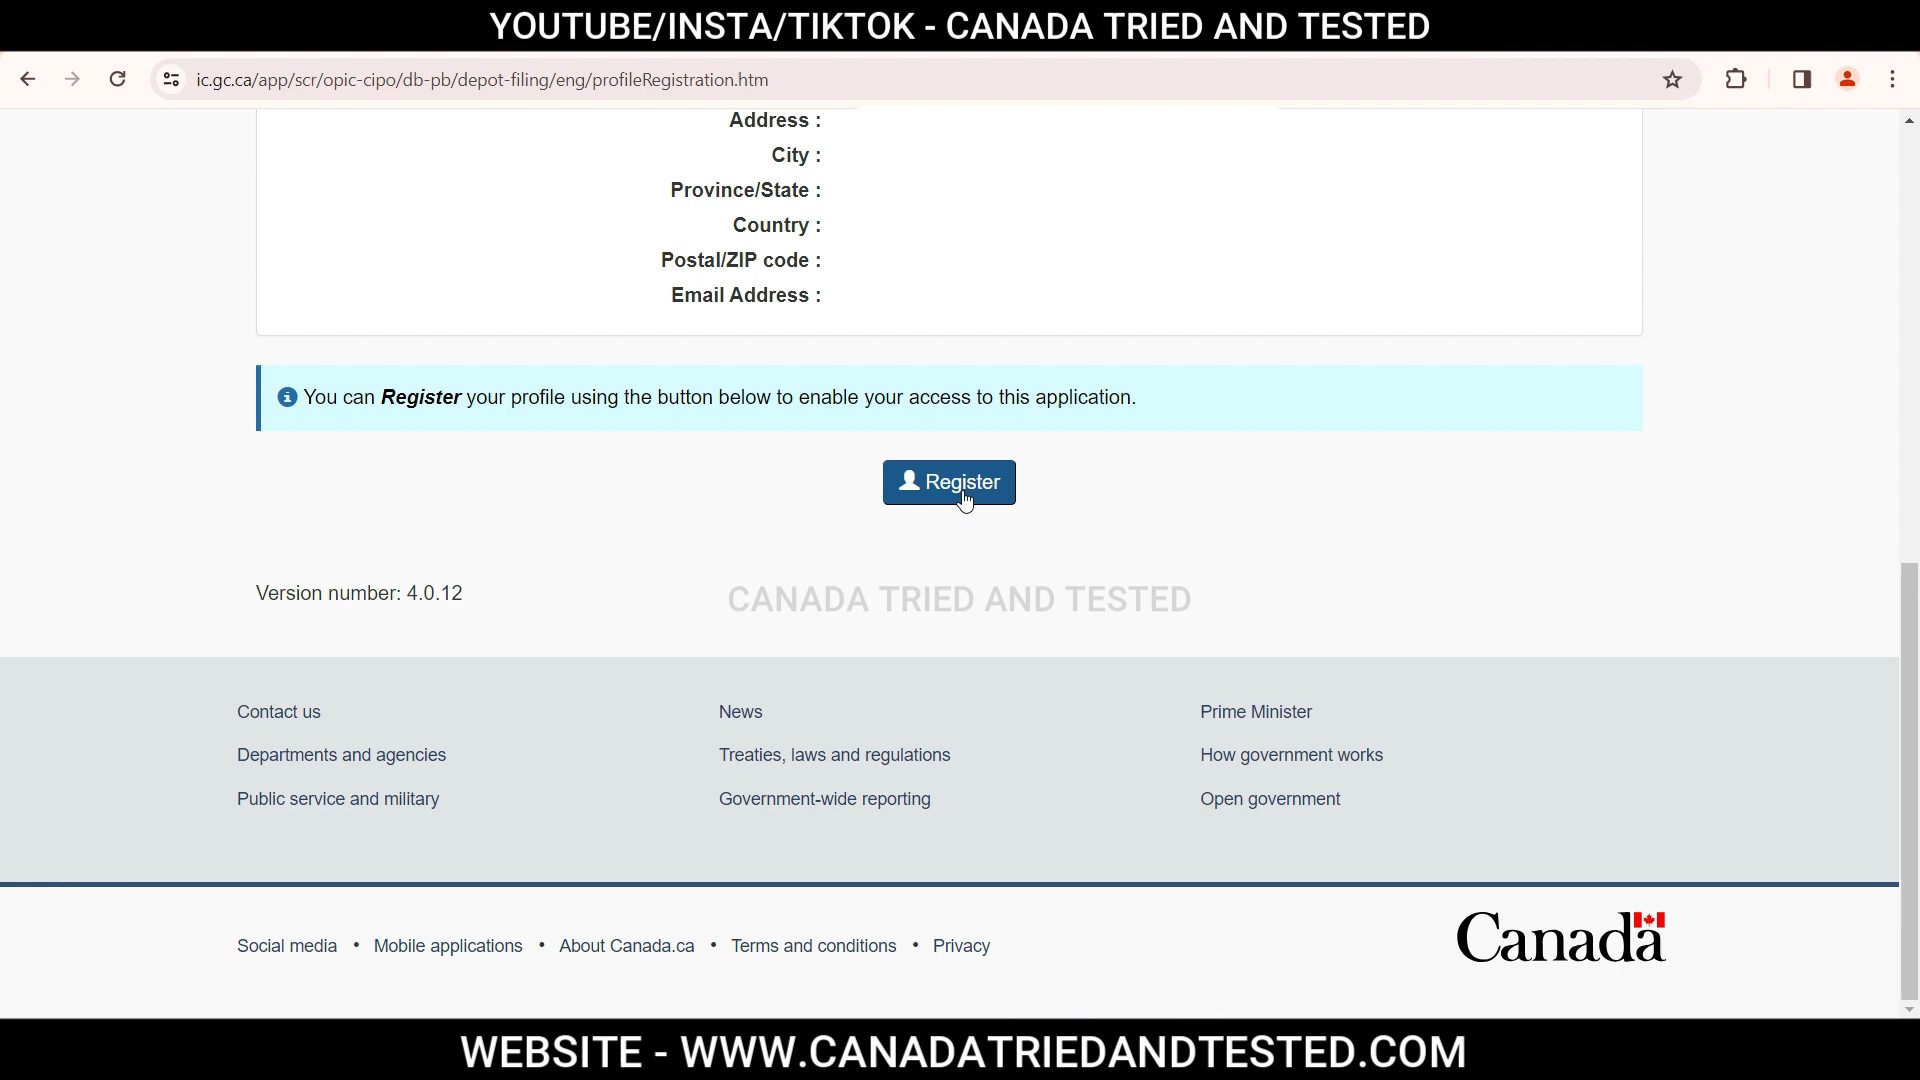 YOUTUBE/INSTA/TIKTOK - CANADA TRIED AND TESTED
ic.gc.ca/app/scr/opic-cipo/db-pb/depot-filing/eng/profileRegistration.htm
Address :
City :
Province/State :
Country :
Postal/ZIP code :
Email Address :
You can Register your profile using the button below to enable your access to this application.
Register
Version number: 4.0.12
CANADA TRIED AND TESTED
Contact us
News
Prime Minister
Departments and agencies
Treaties, laws and regulations
How government works
Public service and military
Government-wide reporting
Open government
Social media • Mobile applications • About Canada.ca • Terms and conditions • Privacy
Canada
WEBSITE - WWW.CANADATRIEDANDTESTED.COM